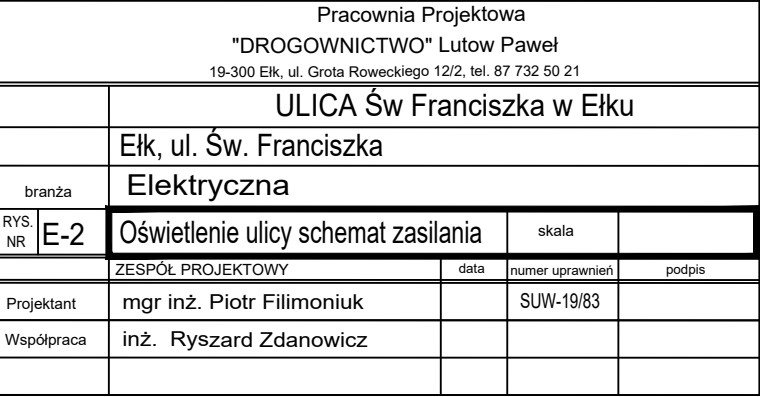 Pracownia Projektowa
"DROGOWNICTWO" Lutow Paweł
19-300 Ełk, ul. Grota Roweckiego 12/2, tel. 87 732 50 21
ULICA Św Franciszka w Ełku
Ełk, ul. Św. Franciszka
branża Elektryczna
RYS. NR E-2 Oświetlenie ulicy schemat zasilania skala
ZESPÓŁ PROJEKTOWY data numer uprawnień podpis
Projektant mgr inż. Piotr Filimoniuk SUW-19/83
Współpraca inż. Ryszard Zdanowicz